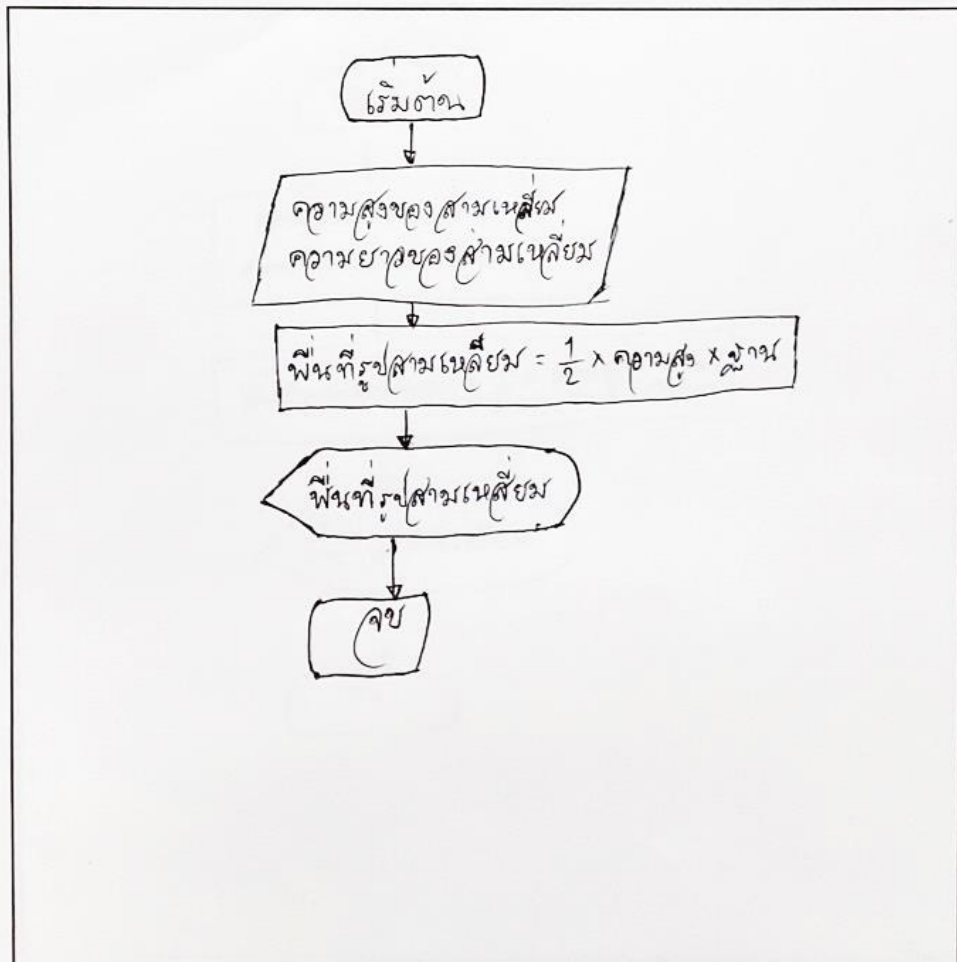 เริ่มต้น
ความสูงของสามเหลี่ยม
ความยาวของสามเหลี่ยม
พื้นที่รูปสามเหลี่ยม = 1/2 × ความสูง × ฐาน
พื้นที่รูปสามเหลี่ยม
จบ